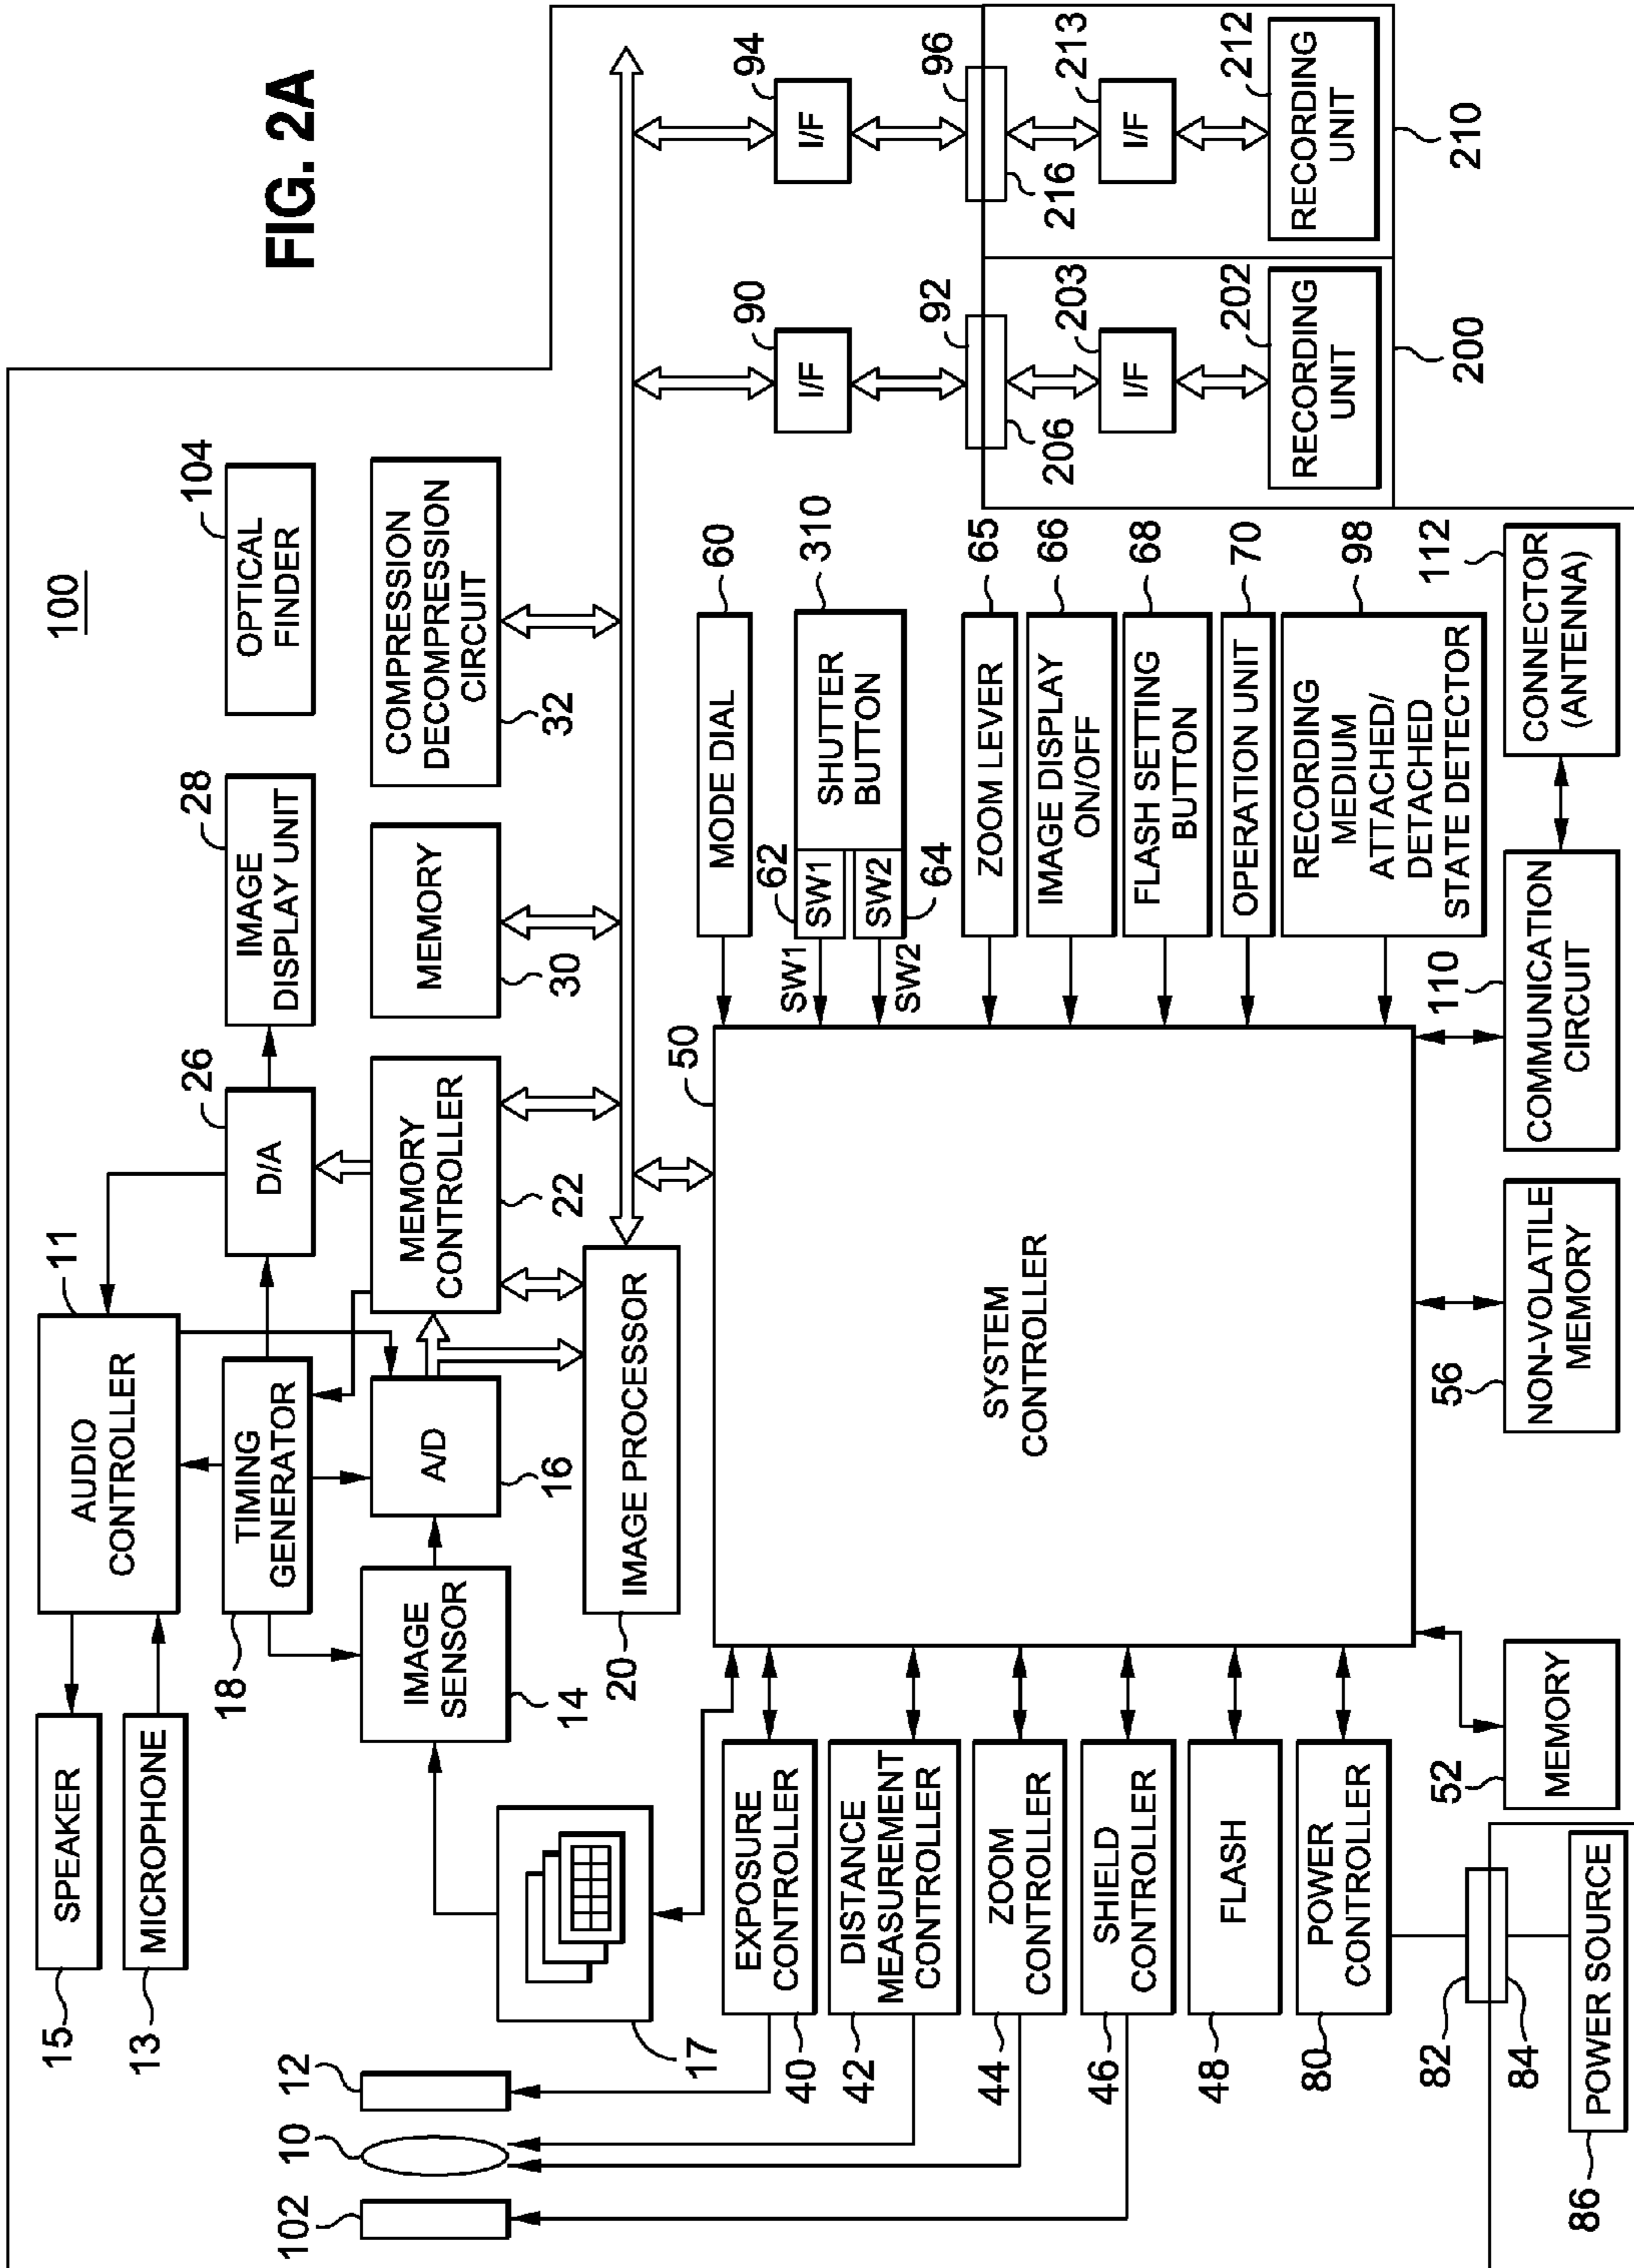 FIG. 2A
100
SPEAKER
15
MICROPHONE
13
AUDIO
CONTROLLER
11
TIMING
GENERATOR
18
D/A
26
IMAGE
DISPLAY UNIT
28
OPTICAL
FINDER
104
12
10
102
17
IMAGE
SENSOR
14
A/D
16
MEMORY
CONTROLLER
22
MEMORY
30
COMPRESSION
DECOMPRESSION
CIRCUIT
32
IMAGE PROCESSOR
20
EXPOSURE
CONTROLLER
40
DISTANCE
MEASUREMENT
CONTROLLER
42
ZOOM
CONTROLLER
44
SHIELD
CONTROLLER
46
FLASH
48
POWER
CONTROLLER
80
82
84
POWER SOURCE
86
SYSTEM
CONTROLLER
50
MEMORY
52
NON-VOLATILE
MEMORY
56
COMMUNICATION
CIRCUIT
110
CONNECTOR
(ANTENNA)
112
MODE DIAL
60
SHUTTER
BUTTON
310
SW1
62
SW1
SW2
64
SW2
ZOOM LEVER
65
IMAGE DISPLAY
ON/OFF
66
FLASH SETTING
BUTTON
68
OPERATION UNIT
70
RECORDING
MEDIUM
ATTACHED/
DETACHED
STATE DETECTOR
98
I/F
90
92
206
I/F
203
RECORDING
UNIT
202
200
I/F
94
96
216
I/F
213
RECORDING
UNIT
212
210